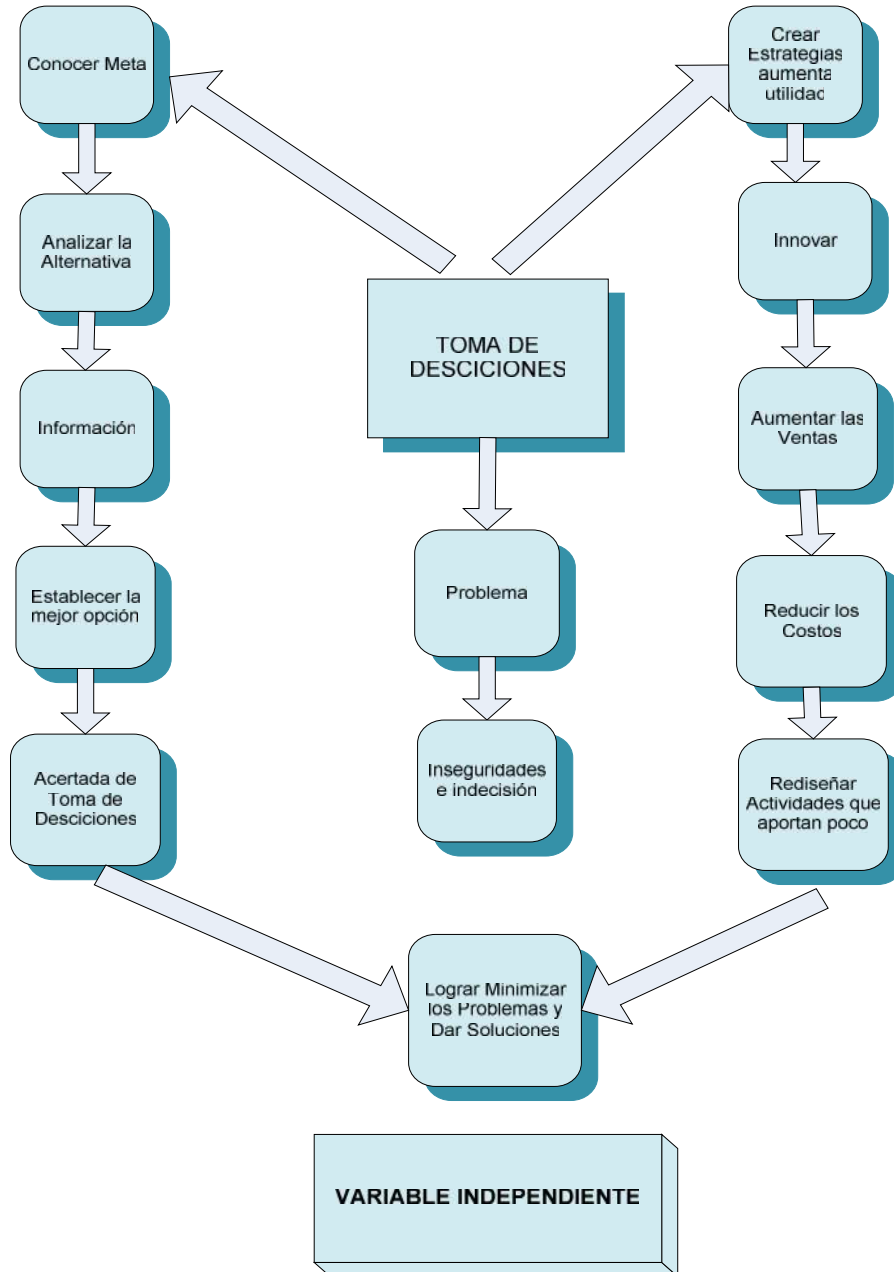 Conocer Meta
Analizar la
Alternativa
Información
Establecer la
mejor opción
Acertada de
Toma de
Desciciones
TOMA DE
DESCICIONES
Problema
Inseguridades
e indecisión
Crear
Estrategias
aumenta
utilidad
Innovar
Aumentar las
Ventas
Reducir los
Costos
Rediseñar
Actividades que
aportan poco
Lograr Minimizar
los Problemas y
Dar Soluciones
VARIABLE INDEPENDIENTE